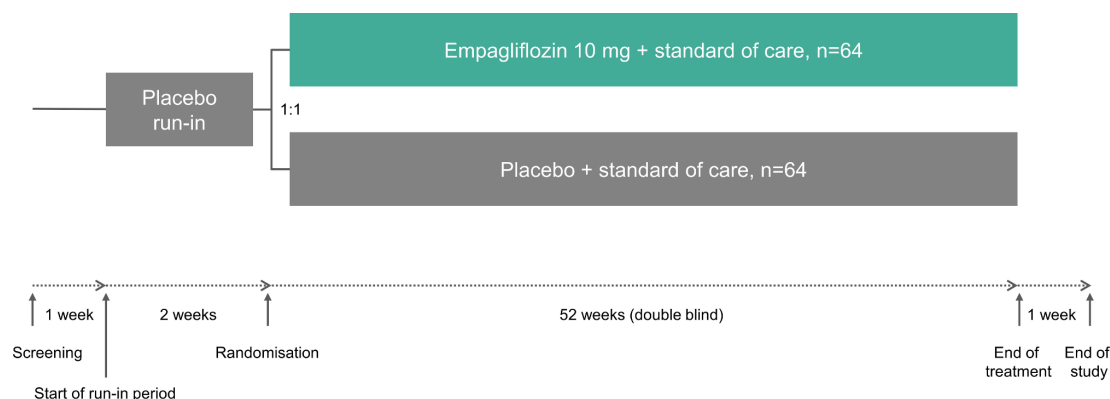 Empagliflozin 10 mg + standard of care, n=64
Placebo
run-in
1:1
Placebo + standard of care, n=64
1 week
2 weeks
52 weeks (double blind)
1 week
Screening
Randomisation
End of
treatment
End of
study
Start of run-in period